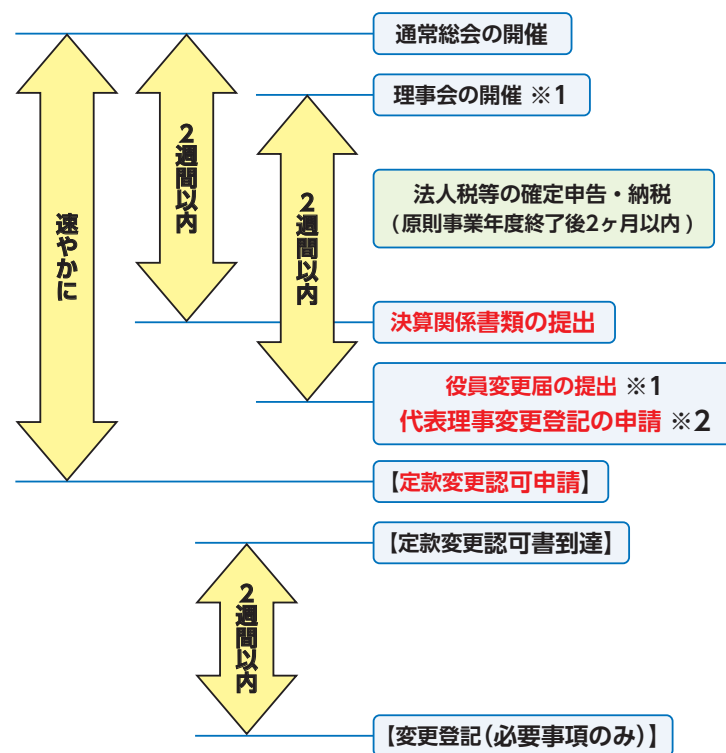 通常総会の開催
理事会の開催 ※1
法人税等の確定申告・納税
(原則事業年度終了後2ヶ月以内)
決算関係書類の提出
役員変更届の提出 ※1
代表理事変更登記の申請 ※2
【定款変更認可申請】
【定款変更認可書到達】
【変更登記(必要事項のみ)】
速やかに
2週間以内
2週間以内
2週間以内